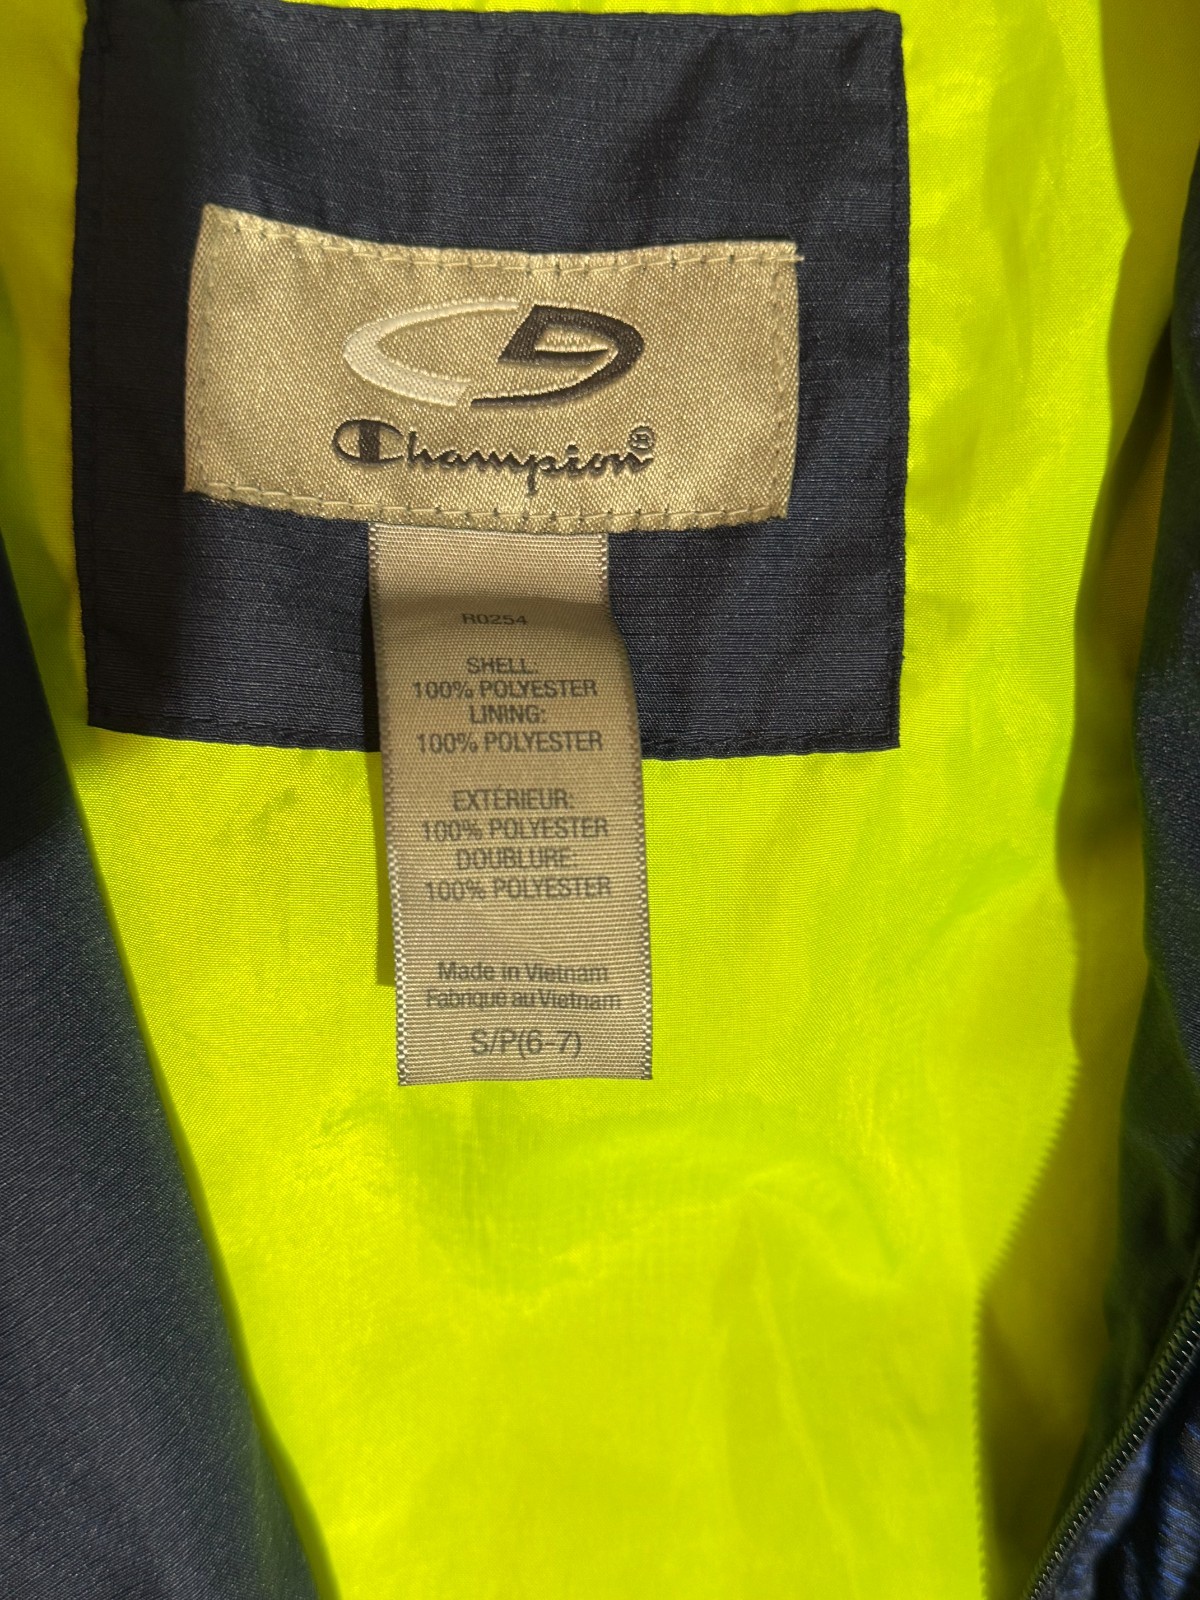 Champion®
R0254
SHELL:
100% POLYESTER
LINING:
100% POLYESTER
EXTÉRIEUR:
100% POLYESTER
DOUBLURE:
100% POLYESTER
Made in Vietnam
Fabriqué au Vietnam
S/P(6-7)